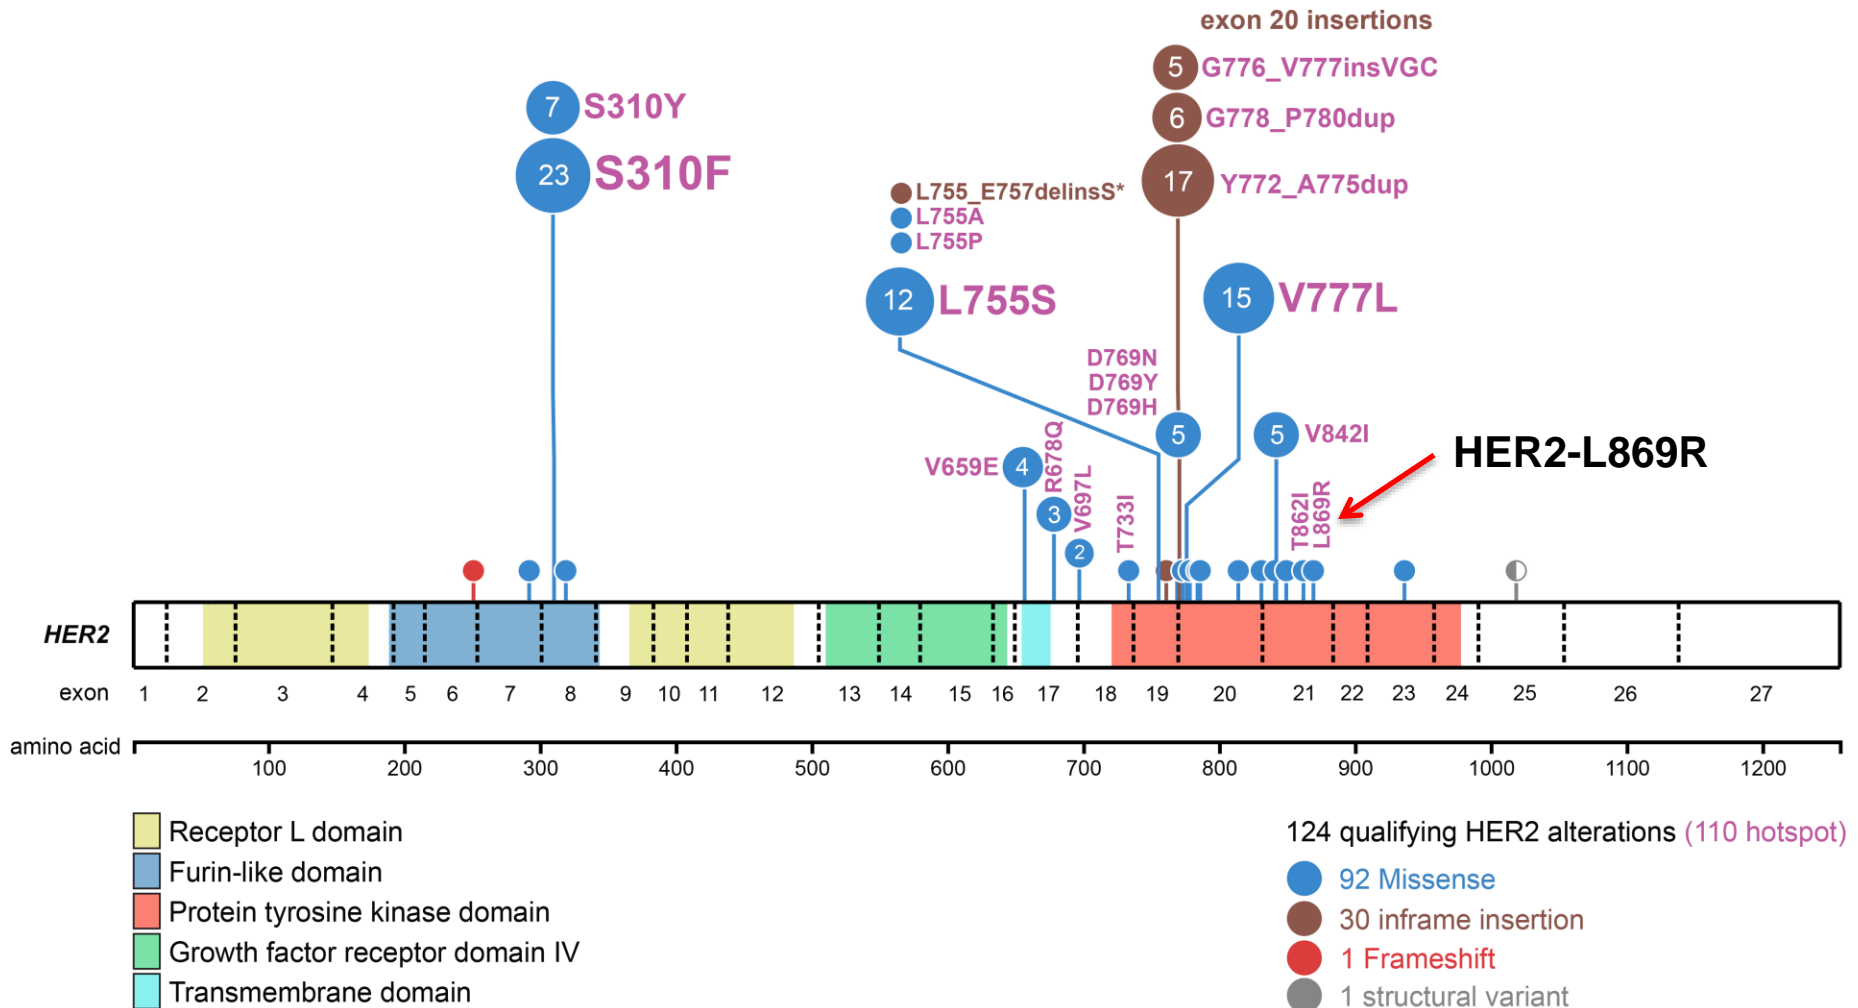 exon 20 insertions
5 G776_V777insVGC
7 S310Y
6 G778_P780dup
23 S310F
17 Y772_A775dup
L755_E757delinsS*
L755A
L755P
12 L755S
15 V777L
D769N
D769Y
D769H
5
5 V842I
HER2-L869R
V659E 4
R678Q
3
V697L
2
T733I
T862I
L869R
HER2
exon 1 2 3 4 5 6 7 8 9 10 11 12 13 14 15 16 17 18 19 20 21 22 23 24 25 26 27
amino acid
100 200 300 400 500 600 700 800 900 1000 1100 1200
Receptor L domain
Furin-like domain
Protein tyrosine kinase domain
Growth factor receptor domain IV
Transmembrane domain
124 qualifying HER2 alterations (110 hotspot)
92 Missense
30 inframe insertion
1 Frameshift
1 structural variant